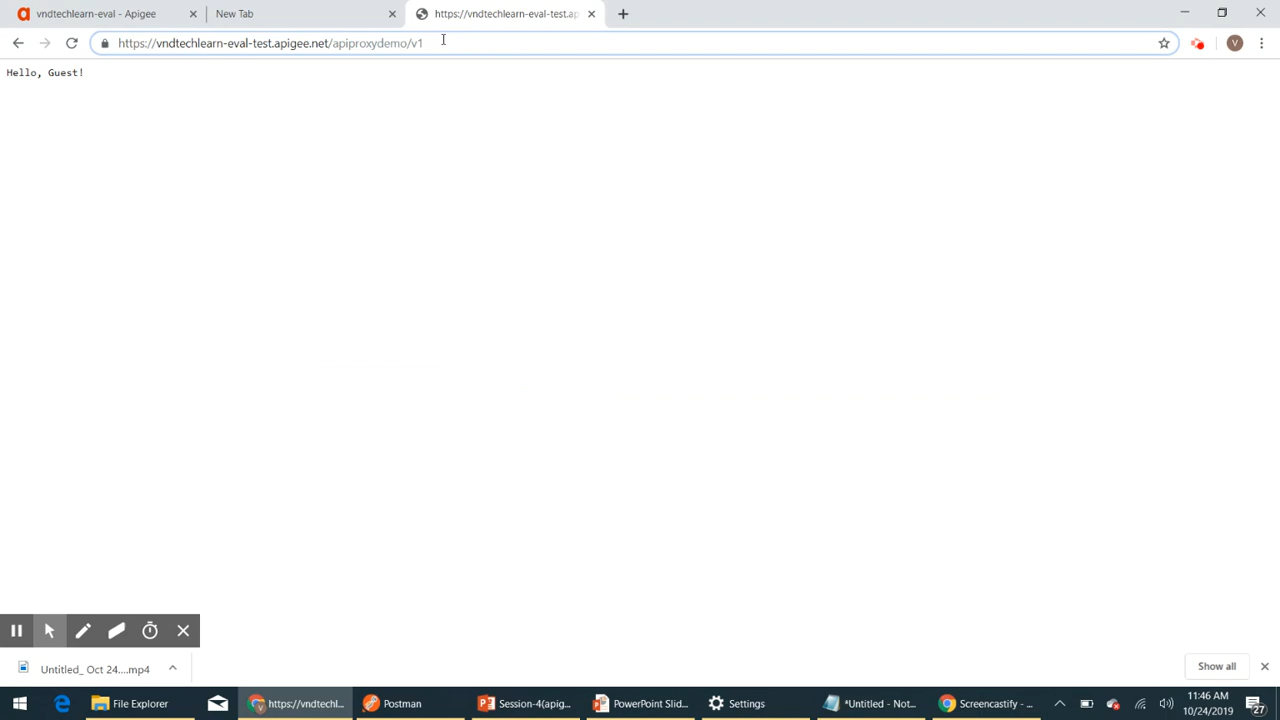 vndtechlearn-eval - Apigee
New Tab
https://vndtechlearn-eval-test.ap
https://vndtechlearn-eval-test.apigee.net/apiproxydemo/v1
V
Hello, Guest!
Untitled_ Oct 24....mp4
Show all
File Explorer
V
https://vndtechl...
Postman
Session-4(apig...
PowerPoint Slid...
Settings
*Untitled - Not...
Screencastify - ...
11:46 AM
10/24/2019
27